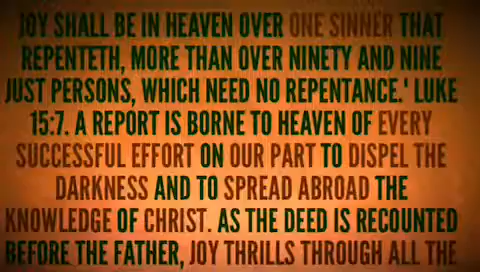 JOY SHALL BE IN HEAVEN OVER ONE SINNER THAT
REPENTETH, MORE THAN OVER NINETY AND NINE
JUST PERSONS, WHICH NEED NO REPENTANCE.' LUKE
15:7. A REPORT IS BORNE TO HEAVEN OF EVERY
SUCCESSFUL EFFORT ON OUR PART TO DISPEL THE
DARKNESS AND TO SPREAD ABROAD THE
KNOWLEDGE OF CHRIST. AS THE DEED IS RECOUNTED
BEFORE THE FATHER, JOY THRILLS THROUGH ALL THE